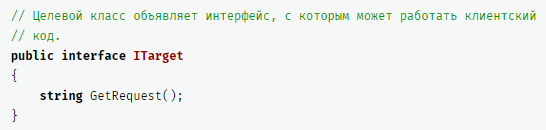 // Целевой класс объявляет интерфейс, с которым может работать клиентский
// код.
public interface ITarget
{
    string GetRequest();
}